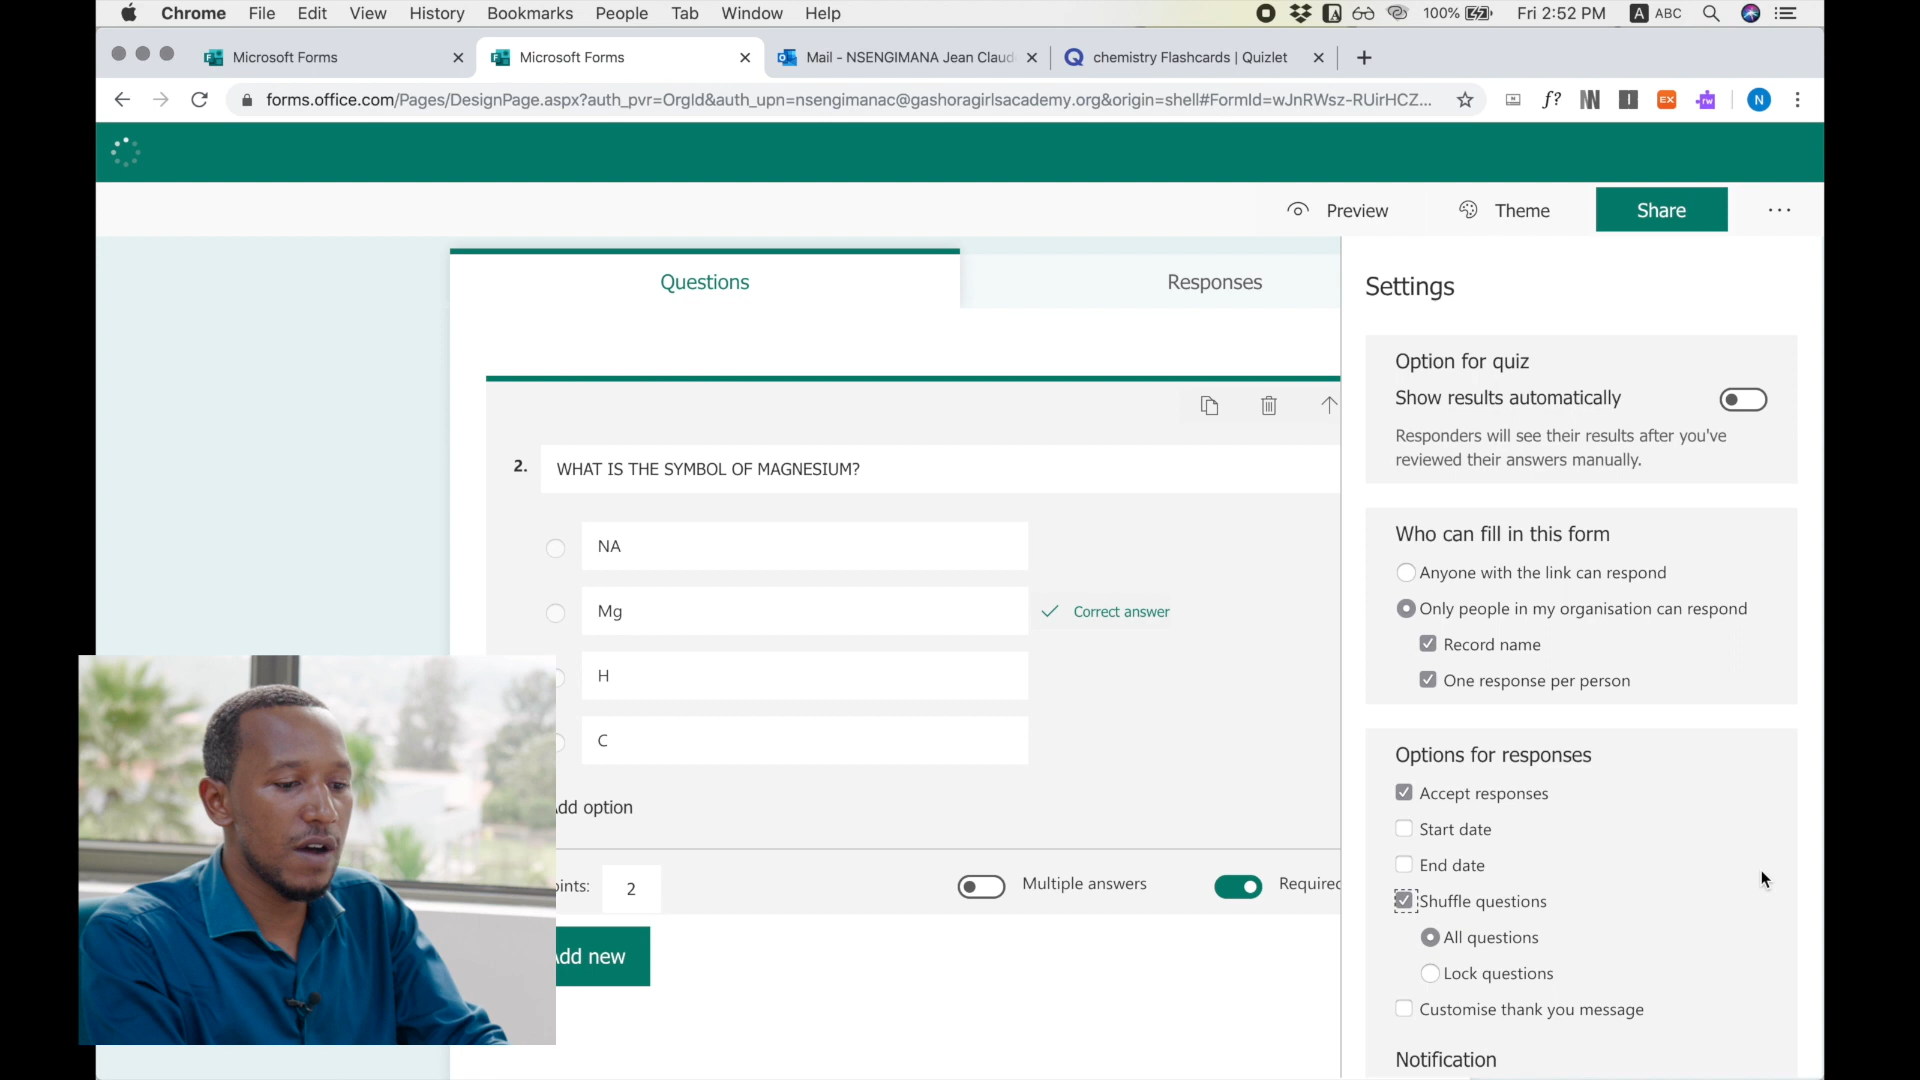 Chrome File Edit View History Bookmarks People Tab Window Help 100% Fri 2:52 PM A ABC
Microsoft Forms Microsoft Forms Mail - NSENGIMANA Jean Claud chemistry Flashcards | Quizlet
forms.office.com/Pages/DesignPage.aspx?auth_pvr=OrgId&auth_upn=nsengimanac@gashoragirlsacademy.org&origin=shell#FormId=wJnRWsz-RUirHCZ... f? EX rw N
Preview Theme Share
Questions Responses
2. WHAT IS THE SYMBOL OF MAGNESIUM?
NA
Mg Correct answer
H
C
dd option
oints: 2 Multiple answers Required
dd new
Settings
Option for quiz
Show results automatically
Responders will see their results after you've
reviewed their answers manually.
Who can fill in this form
Anyone with the link can respond
Only people in my organisation can respond
Record name
One response per person
Options for responses
Accept responses
Start date
End date
Shuffle questions
All questions
Lock questions
Customise thank you message
Notification